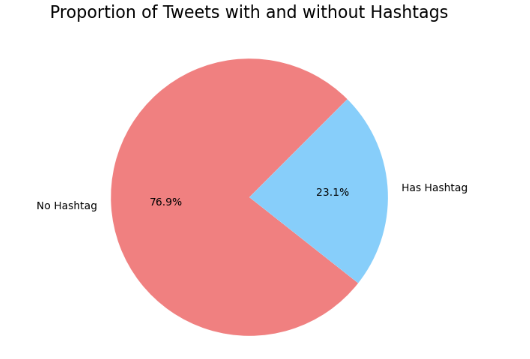 Proportion of Tweets with and without Hashtags
23.1%
Has Hashtag
76.9%
No Hashtag